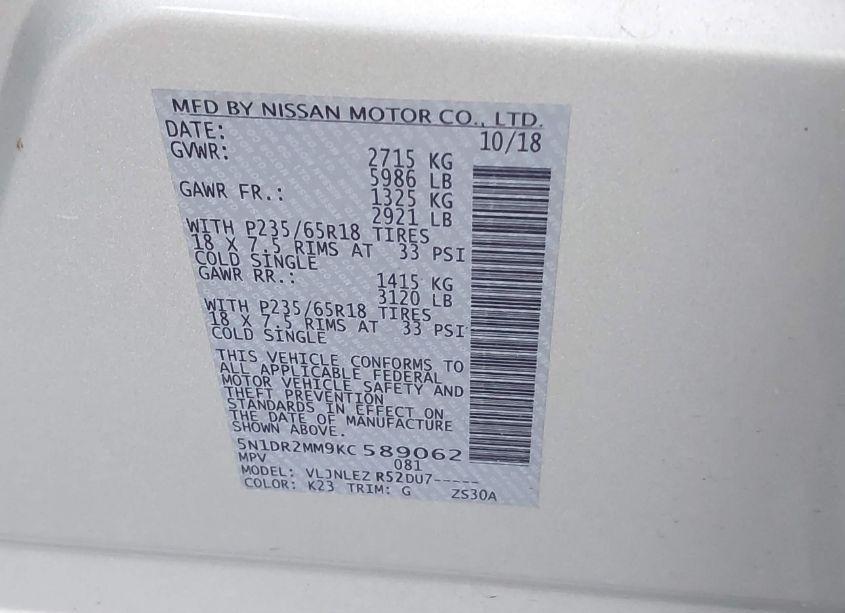 MFD BY NISSAN MOTOR CO., LTD.
DATE: 10/18
GVWR: 2715 KG
5986 LB
GAWR FR.: 1325 KG
2921 LB
WITH P235/65R18 TIRES
18 X 7.5 RIMS AT 33 PSI
COLD SINGLE
GAWR RR.: 1415 KG
3120 LB
WITH P235/65R18 TIRES
18 X 7.5 RIMS AT 33 PSI
COLD SINGLE
THIS VEHICLE CONFORMS TO
ALL APPLICABLE FEDERAL
MOTOR VEHICLE SAFETY AND
THEFT PREVENTION
STANDARDS IN EFFECT ON
THE DATE OF MANUFACTURE
SHOWN ABOVE.
5N1DR2MM9KC589062
MPV 081
MODEL: VLJNLEZ R52DU7-----
COLOR: K23 TRIM: G ZS30A